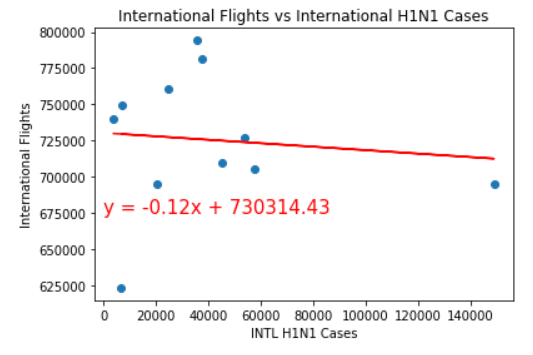 International Flights vs International H1N1 Cases
800000
775000
750000
725000
700000
675000
650000
625000
International Flights
y = -0.12x + 730314.43
0 20000 40000 60000 80000 100000 120000 140000
INTL H1N1 Cases